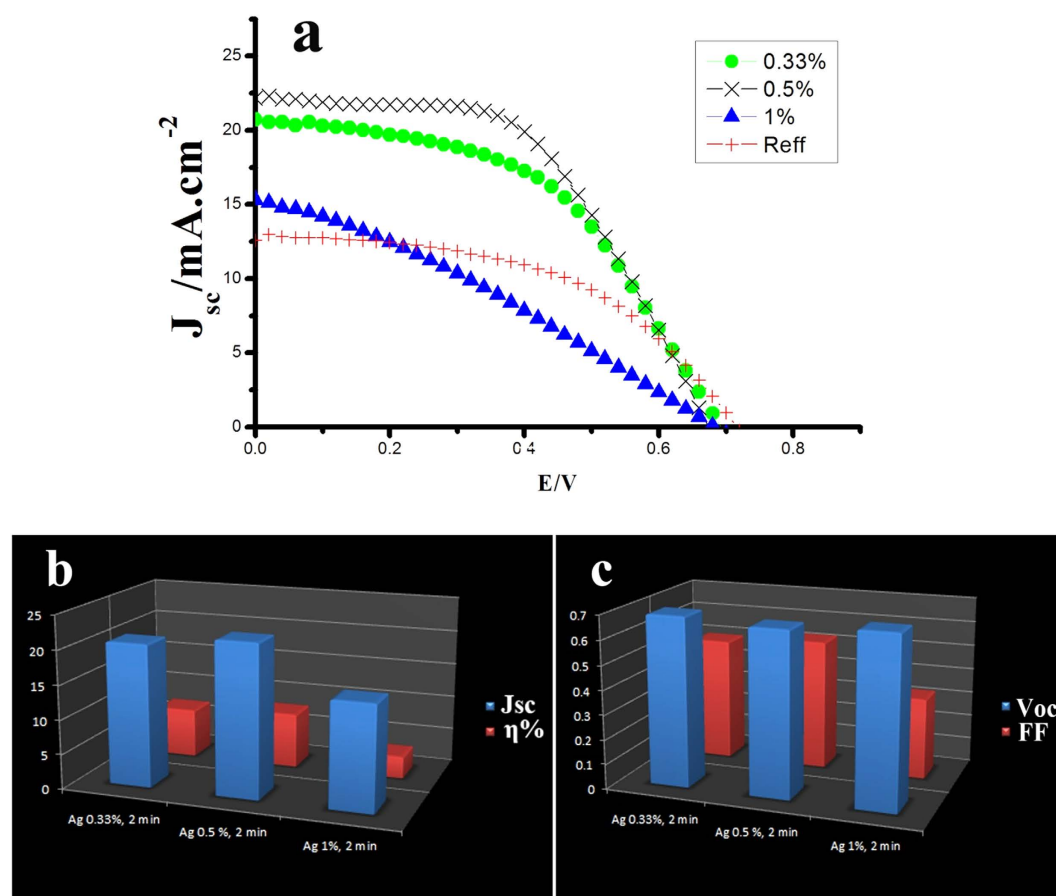 a
25
20
15
10
5
0
J sc /mA.cm-2
0.0 0.2 0.4 0.6 0.8
E/V
0.33%
0.5%
1%
Reff
b
25
20
15
10
5
0
Ag 0.33%, 2 min
Ag 0.5 %, 2 min
Ag 1%, 2 min
Jsc
η%
c
0.7
0.6
0.5
0.4
0.3
0.2
0.1
0
Ag 0.33%, 2 min
Ag 0.5 %, 2 min
Ag 1%, 2 min
Voc
FF